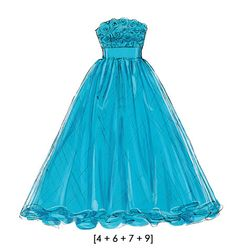 [4 + 6 + 7 + 9]